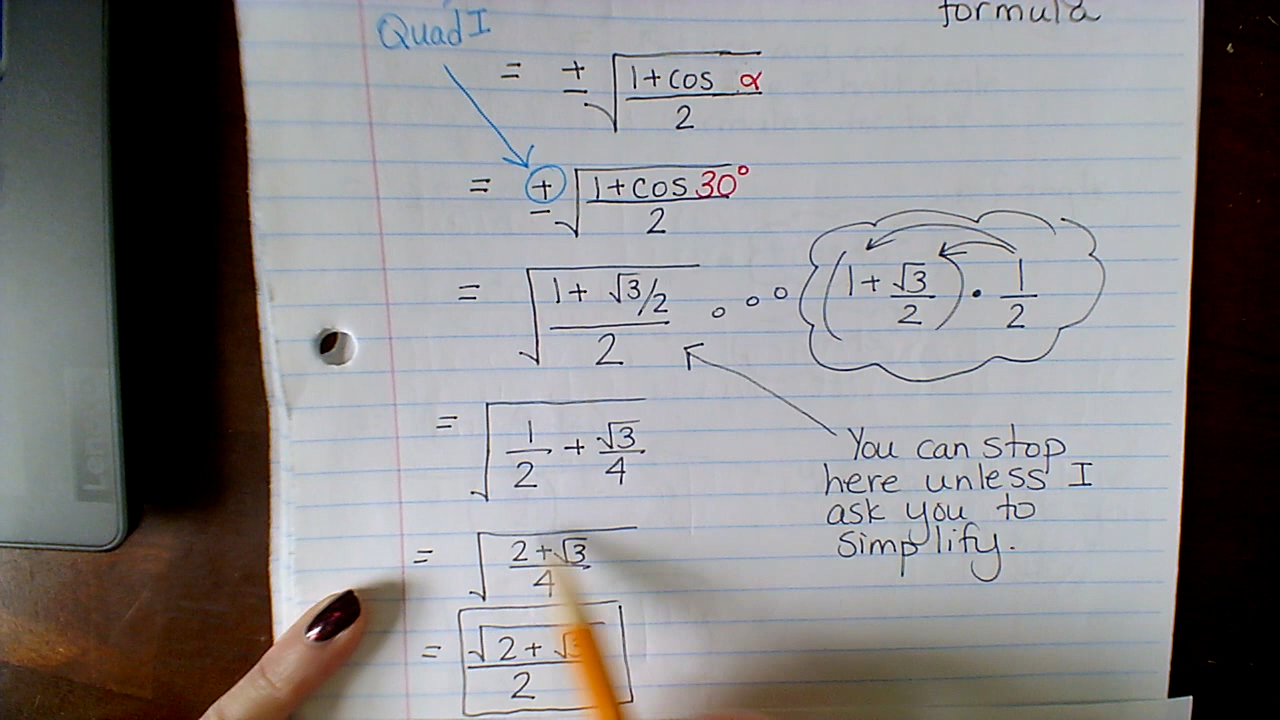 formula
Quad I
= ± √((1 + cos α)/2)
= ± √((1 + cos 30°)/2)
= √((1 + √3/2)/2) (1 + √3/2) · 1/2
= √(1/2 + √3/4)
You can stop
here unless I
ask you to
simplify.
= √((2 + √3)/4)
= √(2 + √
2